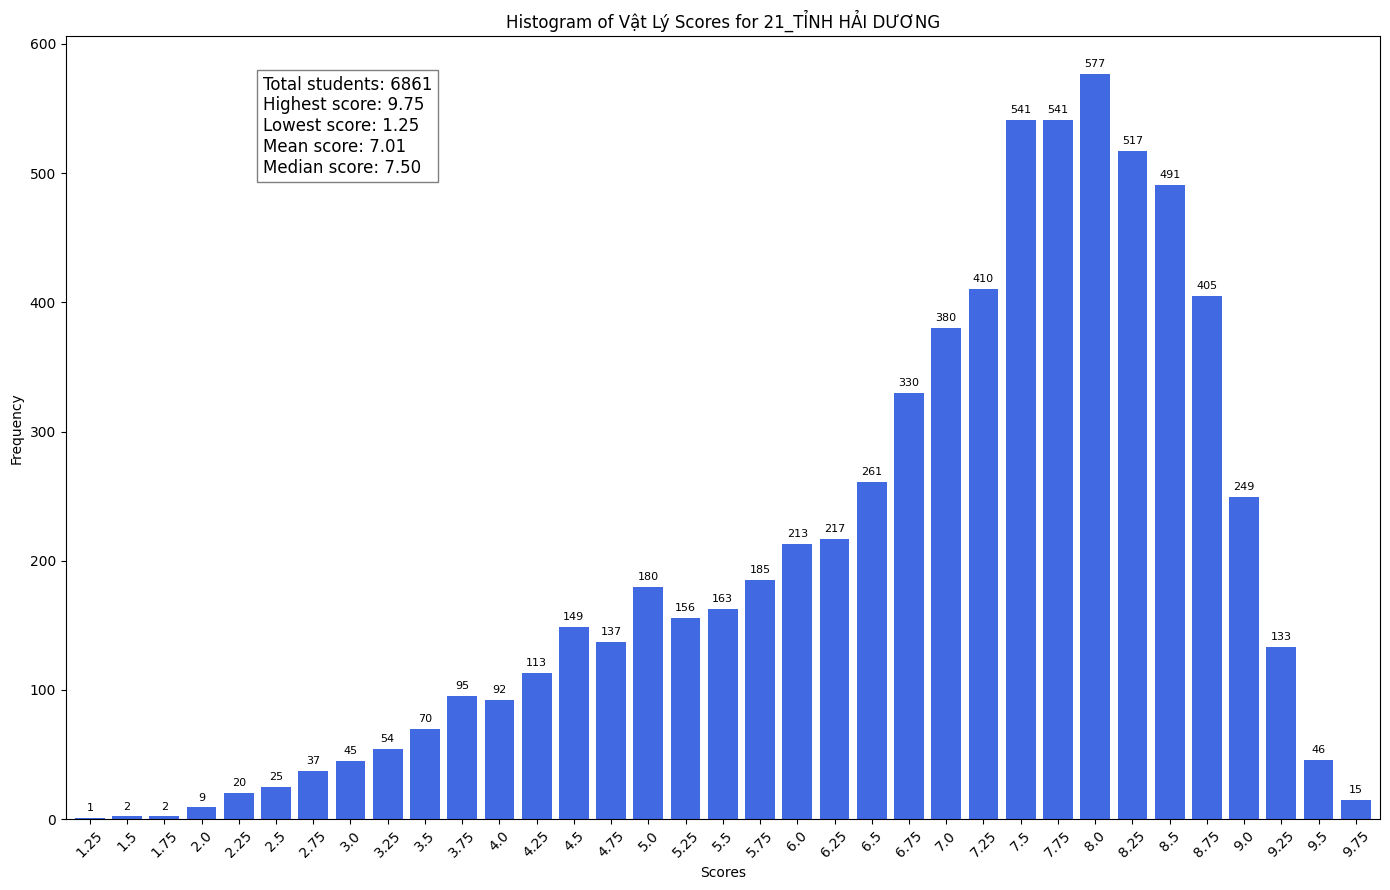 Histogram of Vật Lý Scores for 21_TỈNH HẢI DƯƠNG
Total students: 6861
Highest score: 9.75
Lowest score: 1.25
Mean score: 7.01
Median score: 7.50
Frequency
600
500
400
300
200
100
0
1 2 2 9 20 25 37 45 54 70 95 92 113 149 137 180 156 163 185 213 217 261 330 380 410 541 541 577 517 491 405 249 133 46 15
1.25 1.5 1.75 2.0 2.25 2.5 2.75 3.0 3.25 3.5 3.75 4.0 4.25 4.5 4.75 5.0 5.25 5.5 5.75 6.0 6.25 6.5 6.75 7.0 7.25 7.5 7.75 8.0 8.25 8.5 8.75 9.0 9.25 9.5 9.75
Scores